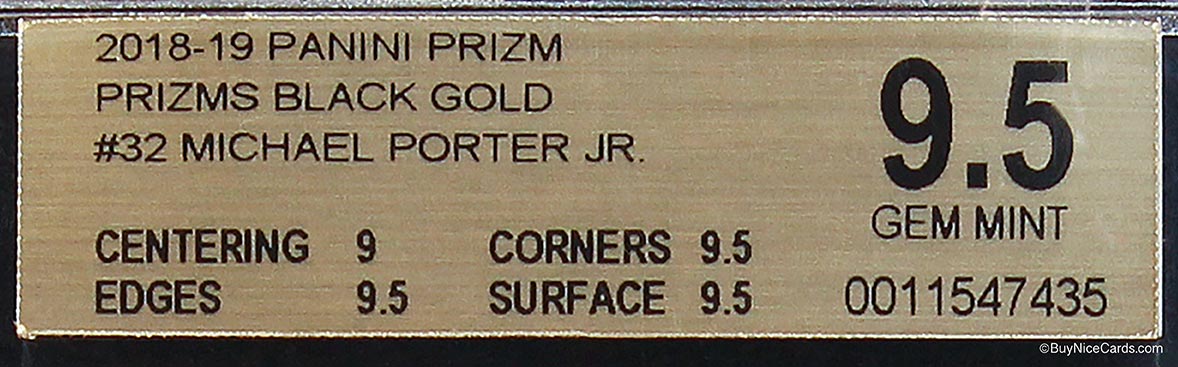 2018-19 PANINI PRIZM
PRIZMS BLACK GOLD
#32 MICHAEL PORTER JR.
9.5
GEM MINT
CENTERING 9 CORNERS 9.5
EDGES 9.5 SURFACE 9.5
0011547435
©BuyNiceCards.com